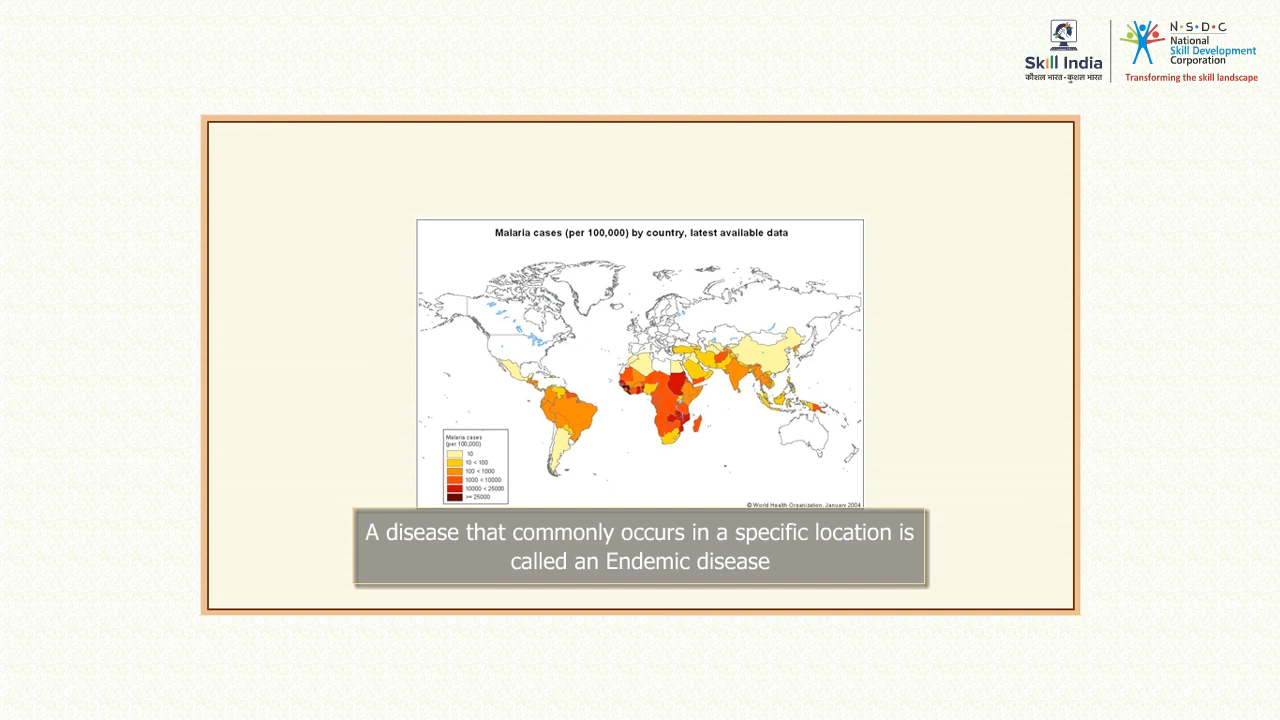 N·S·D·C
National
Skill Development
Corporation
Transforming the skill landscape
Skill India
कौशल भारत-कुशल भारत
Malaria cases (per 100,000) by country, latest available data
Malaria cases
(per 100,000)
10
10 < 100
100 < 1000
1000 < 10000
10000 < 25000
>= 25000
© World Health Organization, January 2004
A disease that commonly occurs in a specific location is
called an Endemic disease